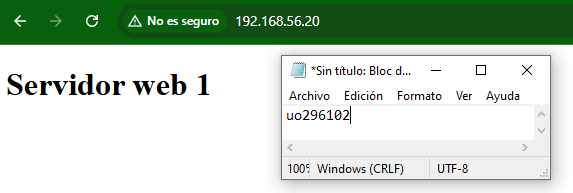 No es seguro 192.168.56.20
Servidor web 1
*Sin título: Bloc d...
Archivo Edición Formato Ver Ayuda
uo296102
100% Windows (CRLF) UTF-8